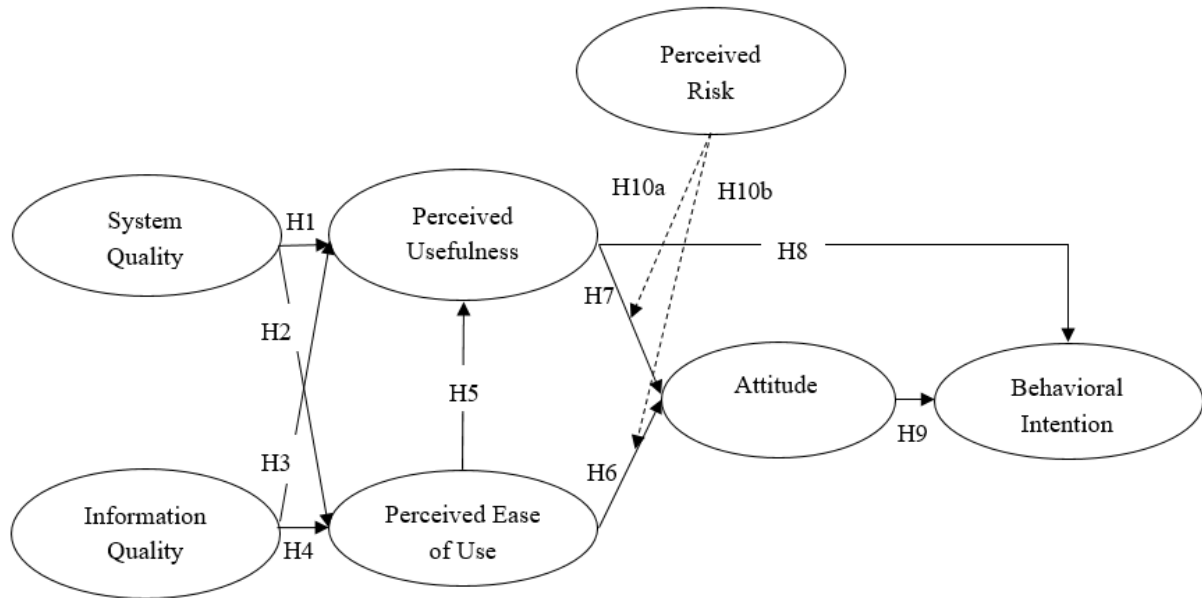 Perceived
Risk
H10a
H10b
System
Quality
H1
Perceived
Usefulness
H8
H7
H2
H5
Attitude
Behavioral
Intention
H9
H3
H6
Information
Quality
H4
Perceived Ease
of Use